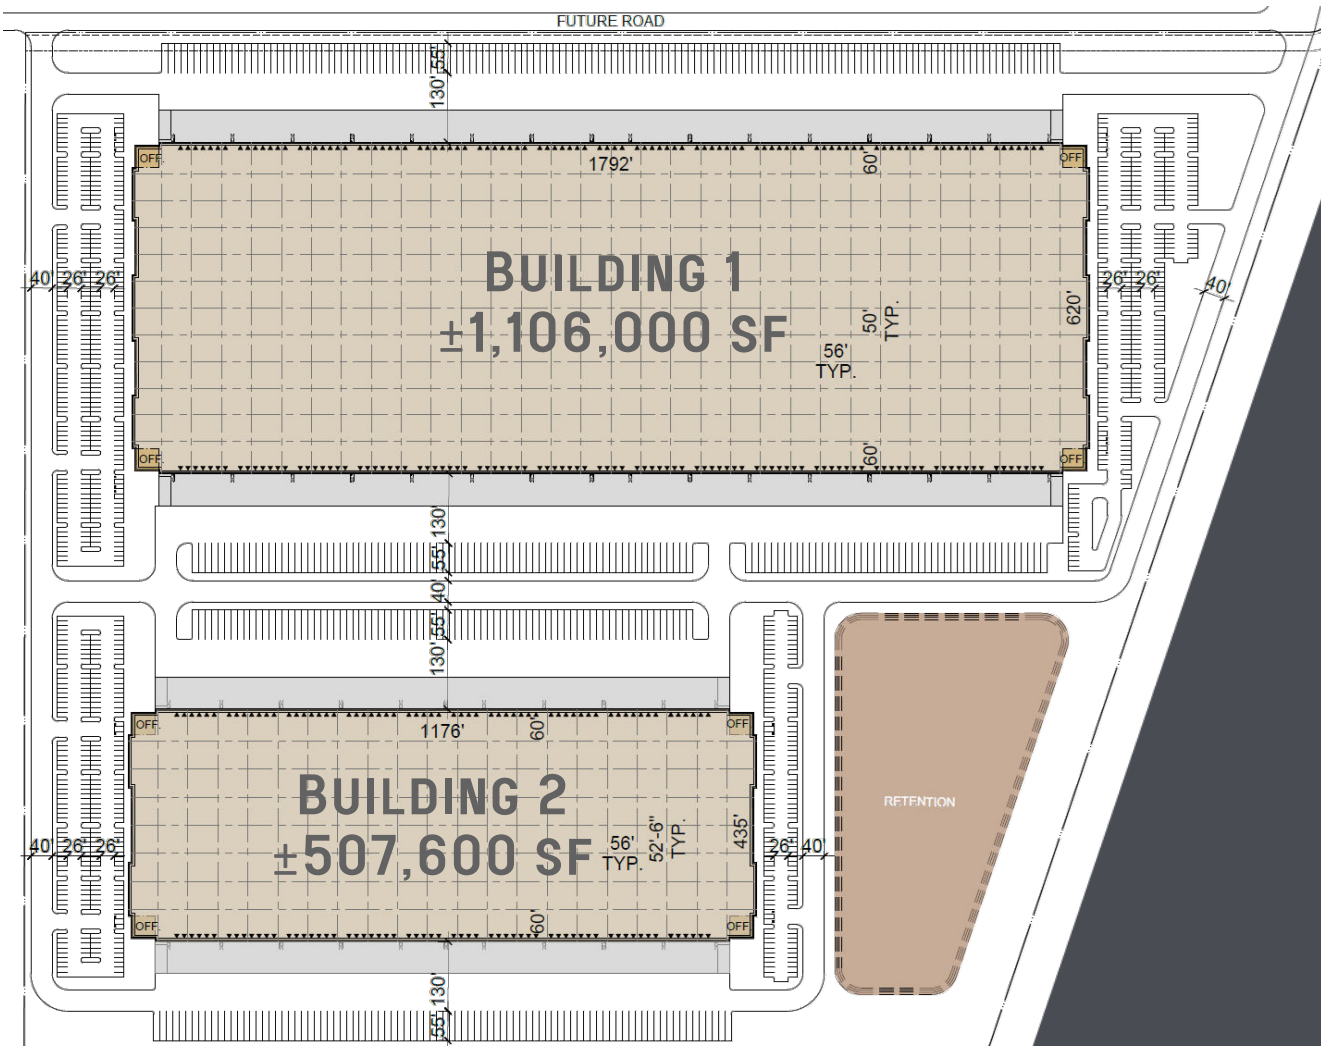 FUTURE ROAD
55'
130'
OFF.
1792'
60'
OFF.
BUILDING 1
±1,106,000 SF
40'
26'
26'
26'
26'
40'
620'
50'
TYP.
56'
TYP.
OFF.
60'
OFF.
130'
55'
40'
55'
130'
OFF.
1176'
60'
OFF.
BUILDING 2
±507,600 SF
56'
TYP.
52'-6"
TYP.
435'
40'
26'
26'
26'
40'
RETENTION
OFF.
60'
OFF.
130'
55'